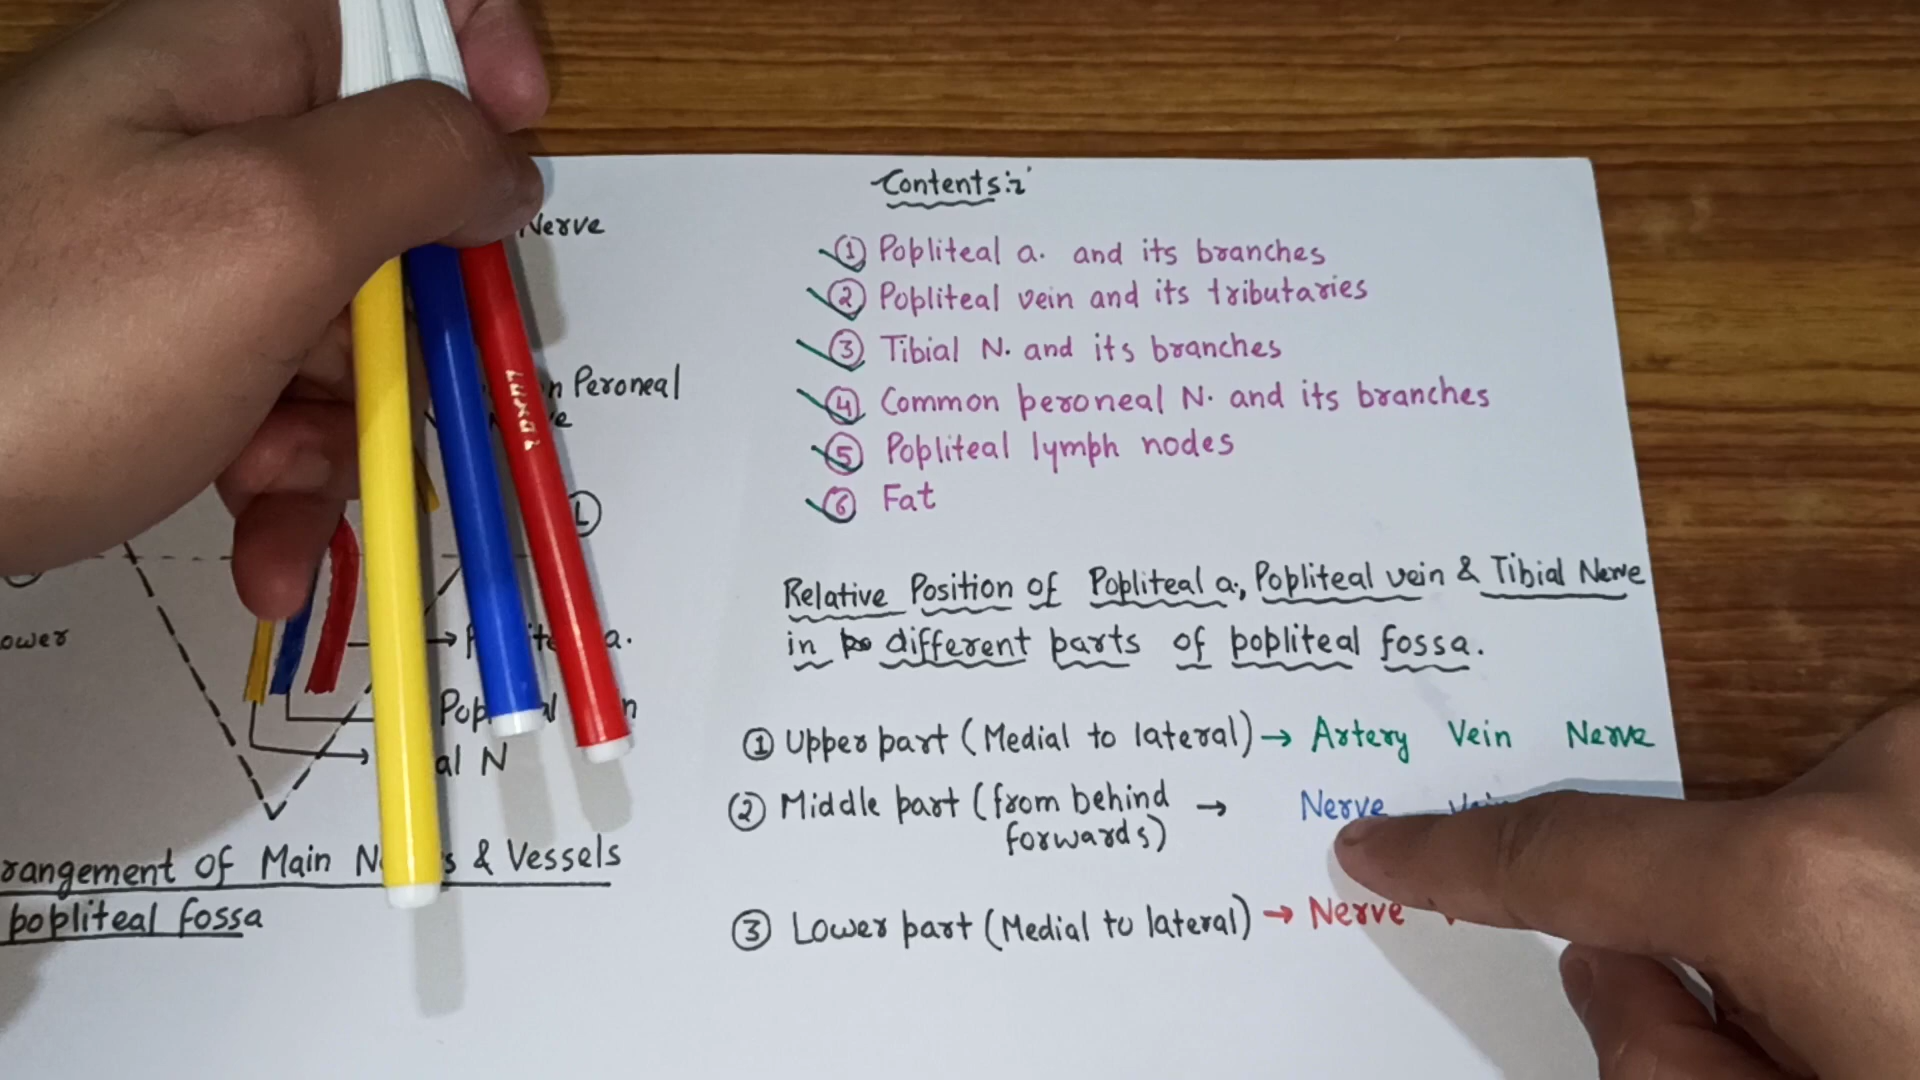 Nerve
n Peroneal
L
ower
a.
al N
rangement of Main & Vessels
popliteal fossa
Contents:-
① Popliteal a. and its branches
② Popliteal vein and its tributaries
③ Tibial N. and its branches
④ Common peroneal N. and its branches
⑤ Popliteal lymph nodes
⑥ Fat
Relative Position of Popliteal a., Popliteal vein & Tibial Nerve
in different parts of popliteal fossa.
① Upper part (Medial to lateral) → Artery Vein Nerve
② Middle part (from behind → Nerve
forwards)
③ Lower part (Medial to lateral) → Nerve
LUXOR